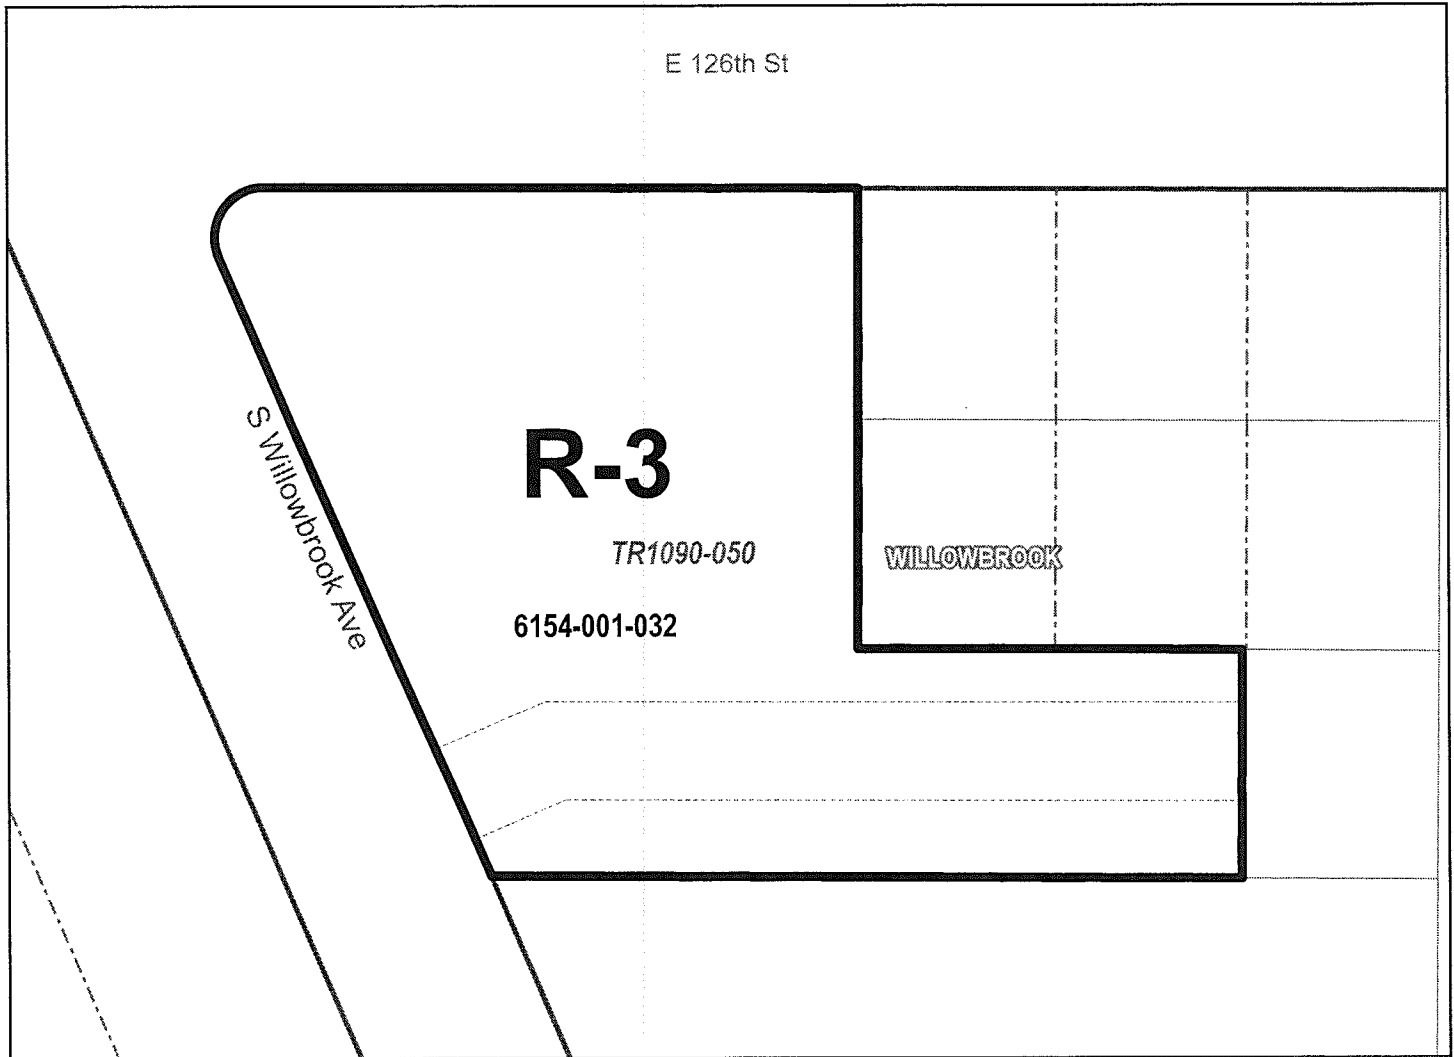 E 126th St
S Willowbrook Ave
R-3
TR1090-050
WILLOWBROOK
6154-001-032